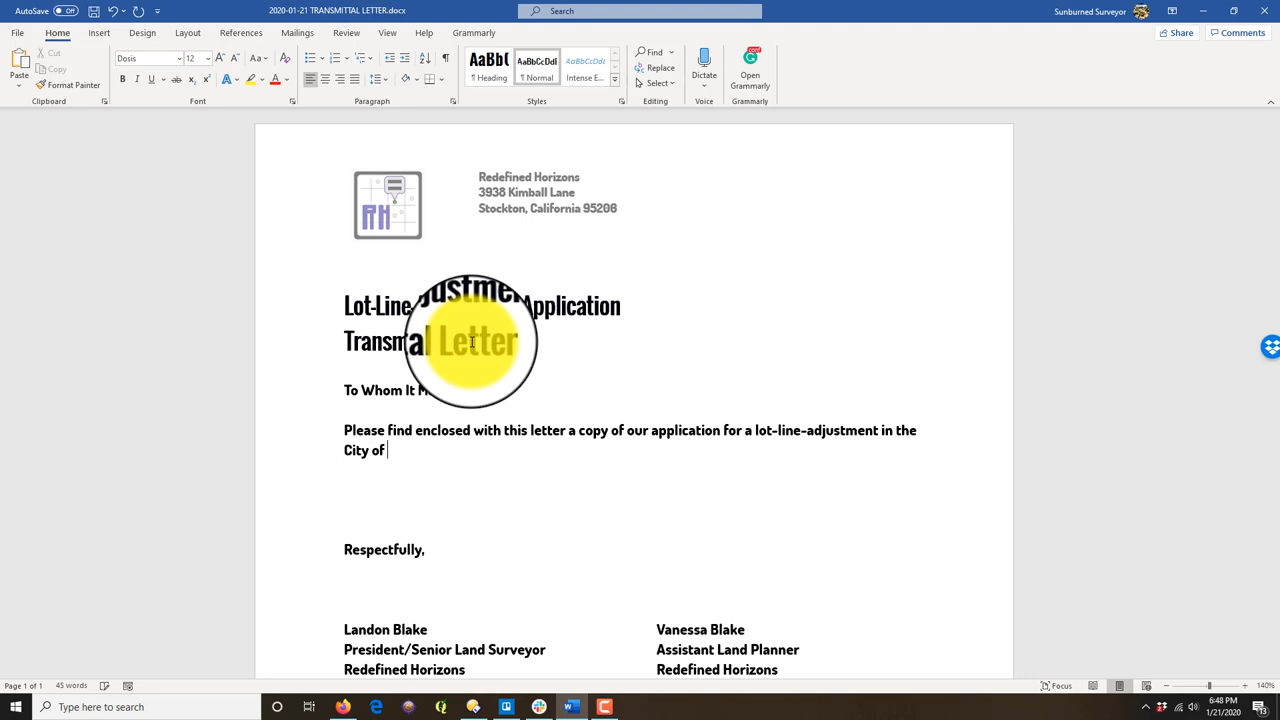 AutoSave Off
2020-01-21 TRANSMITTAL LETTER.docx
Search
Sunburned Surveyor
File Home Insert Design Layout References Mailings Review View Help Grammarly
Share Comments
Paste
Cut
Copy
Format Painter
Clipboard
Dosis 12
Font
Paragraph
AaBb( AaBbCcDdI AaBbCcDdI
¶ Heading ¶ Normal Intense E...
Styles
Find
Replace
Select
Editing
Dictate
Voice
Open
Grammarly
Grammarly
RH
Redefined Horizons
3938 Kimball Lane
Stockton, California 95206
Lot-Line Application
Transm al Letter
To Whom It M
Please find enclosed with this letter a copy of our application for a lot-line-adjustment in the
City of
Respectfully,
Landon Blake
President/Senior Land Surveyor
Redefined Horizons
Vanessa Blake
Assistant Land Planner
Redefined Horizons
Page 1 of 1 45 words
Focus
140%
Type here to search
6:48 PM
1/21/2020